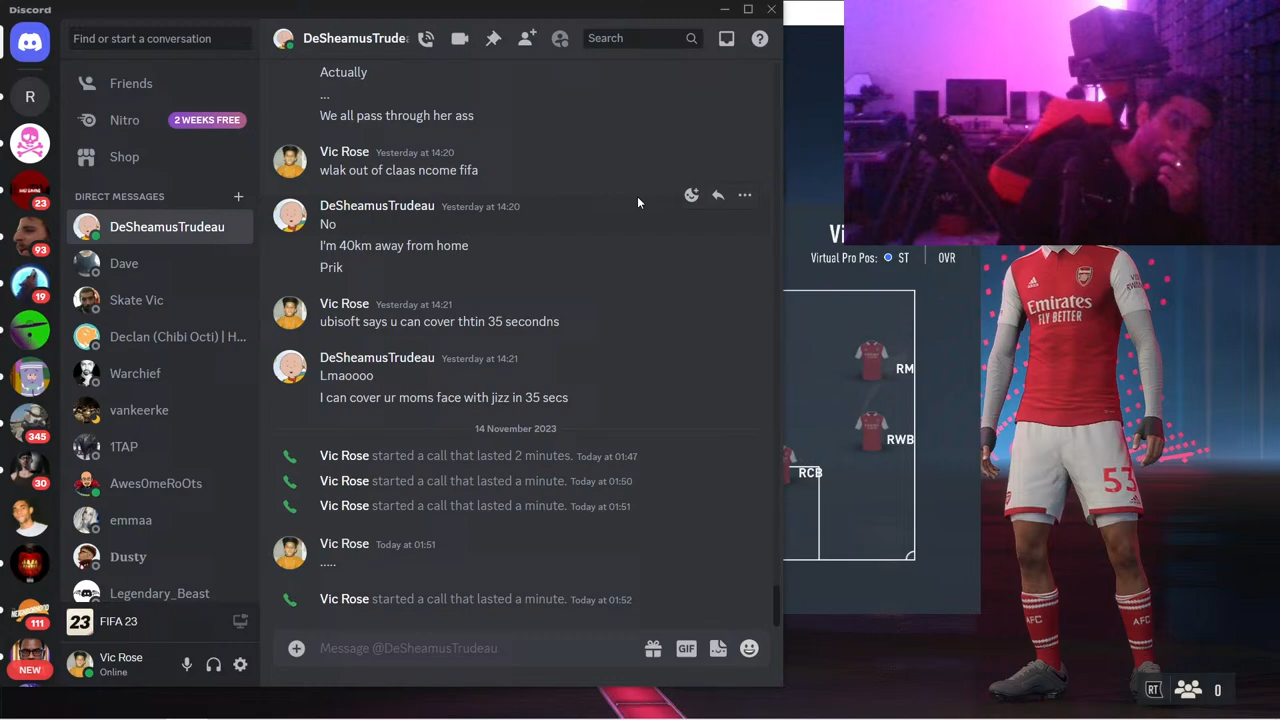 Discord
Find or start a conversation
Friends
Nitro
2 WEEKS FREE
Shop
DIRECT MESSAGES
DeSheamusTrudeau
Dave
Skate Vic
Declan (Chibi Octi) | H...
Warchief
vankeerke
1TAP
Awes0meRoOts
emmaa
Dusty
Legendary_Beast
23 FIFA 23
Vic Rose
Online
R
23
93
19
345
30
111
NEW
DeSheamusTrude
Search
Actually
...
We all pass through her ass
Vic Rose Yesterday at 14:20
wlak out of claas ncome fifa
DeSheamusTrudeau Yesterday at 14:20
No
I'm 40km away from home
Prik
Vic Rose Yesterday at 14:21
ubisoft says u can cover thtin 35 secondns
DeSheamusTrudeau Yesterday at 14:21
Lmaoooo
I can cover ur moms face with jizz in 35 secs
14 November 2023
Vic Rose started a call that lasted 2 minutes. Today at 01:47
Vic Rose started a call that lasted a minute. Today at 01:50
Vic Rose started a call that lasted a minute. Today at 01:51
Vic Rose Today at 01:51
.....
Vic Rose started a call that lasted a minute. Today at 01:52
Message @DeSheamusTrudeau
GIF
Vi
Virtual Pro Pos: ST OVR
RM
RWB
RCB
Emirates
FLY BETTER
53
AFC
AFC
RT 0